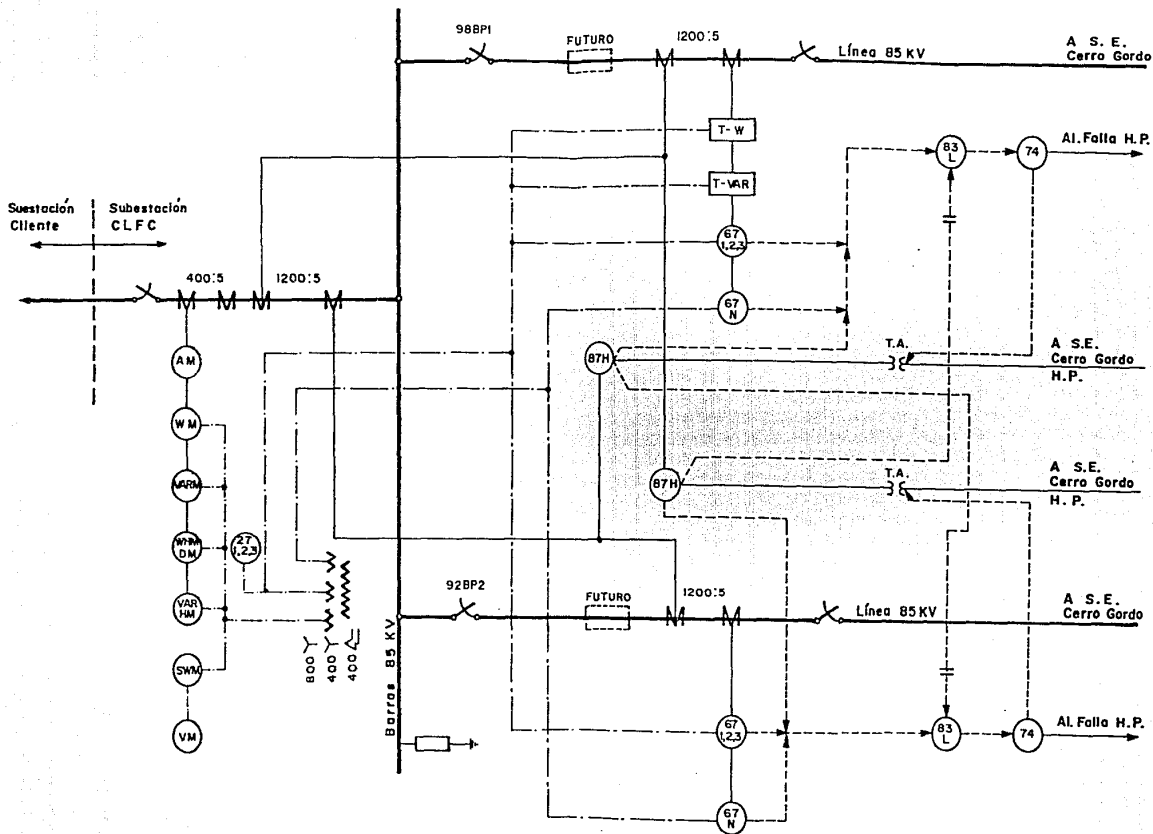 98BP1
FUTURO
1200:5
Línea 85 KV
A S.E.
Cerro Gordo
T-W
T-VAR
83
L
74
Al. Falla H.P.
67
1,2,3
67
N
Suestación
Cliente
Subestación
CLFC
400:5
1200:5
AM
WM
VARM
WHM
DM
VAR
HM
SWM
VM
27
1,2,3
800
400
400
Barras 85 KV
87H
T.A.
A S.E.
Cerro Gordo
H.P.
87H
T.A.
A S.E.
Cerro Gordo
H.P.
92BP2
FUTURO
1200:5
Línea 85 KV
A S.E.
Cerro Gordo
67
1,2,3
83
L
74
Al. Falla H.P.
67
N